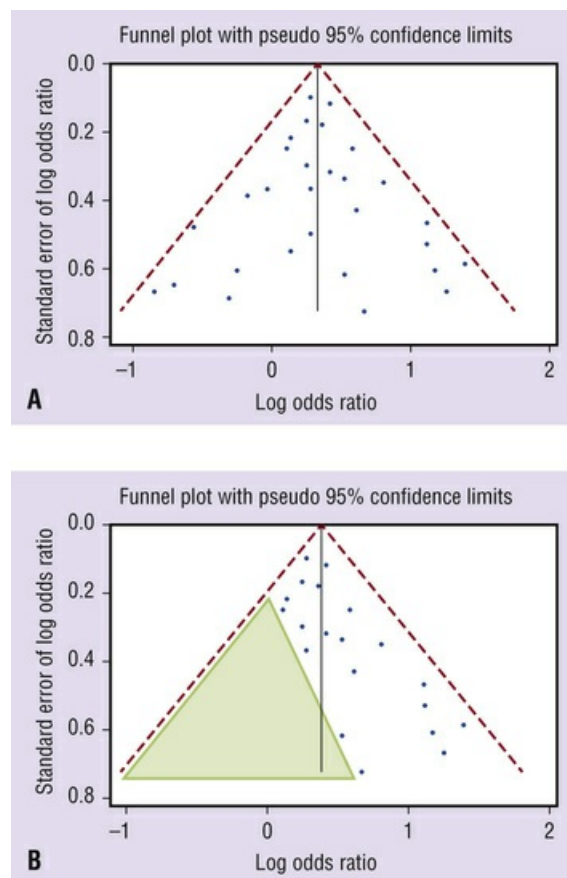 Funnel plot with pseudo 95% confidence limits
Standard error of log odds ratio
0.0
0.2
0.4
0.6
0.8
–1
0
1
2
Log odds ratio
A
Funnel plot with pseudo 95% confidence limits
Standard error of log odds ratio
0.0
0.2
0.4
0.6
0.8
–1
0
1
2
Log odds ratio
B